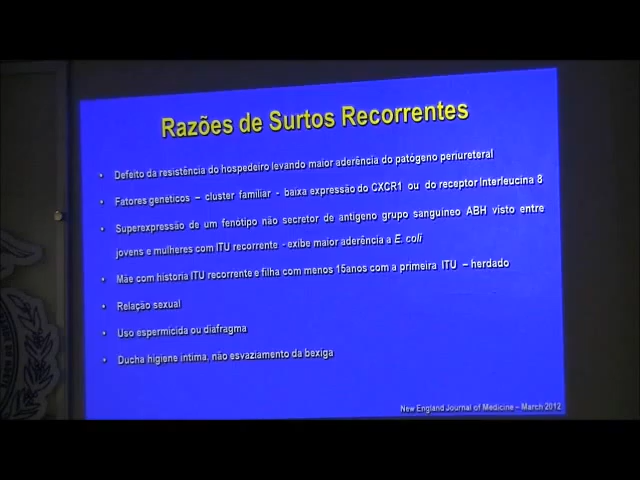 Razões de Surtos Recorrentes
• Defeito da resistência do hospedeiro levando maior aderência do patógeno periureteral
• Fatores genéticos – cluster familiar - baixa expressão do CXCR1 ou do receptor Interleucina 8
• Superexpressão de um fenótipo não secretor de antigeno grupo sanguineo ABH visto entre
jovens e mulheres com ITU recorrente - exibe maior aderência a E. coli
• Mãe com historia ITU recorrente e filha com menos 15anos com a primeira ITU – herdado
• Relação sexual
• Uso espermicida ou diafragma
• Ducha higiene intima, não esvaziamento da bexiga
New England Journal of Medicine – March 2012